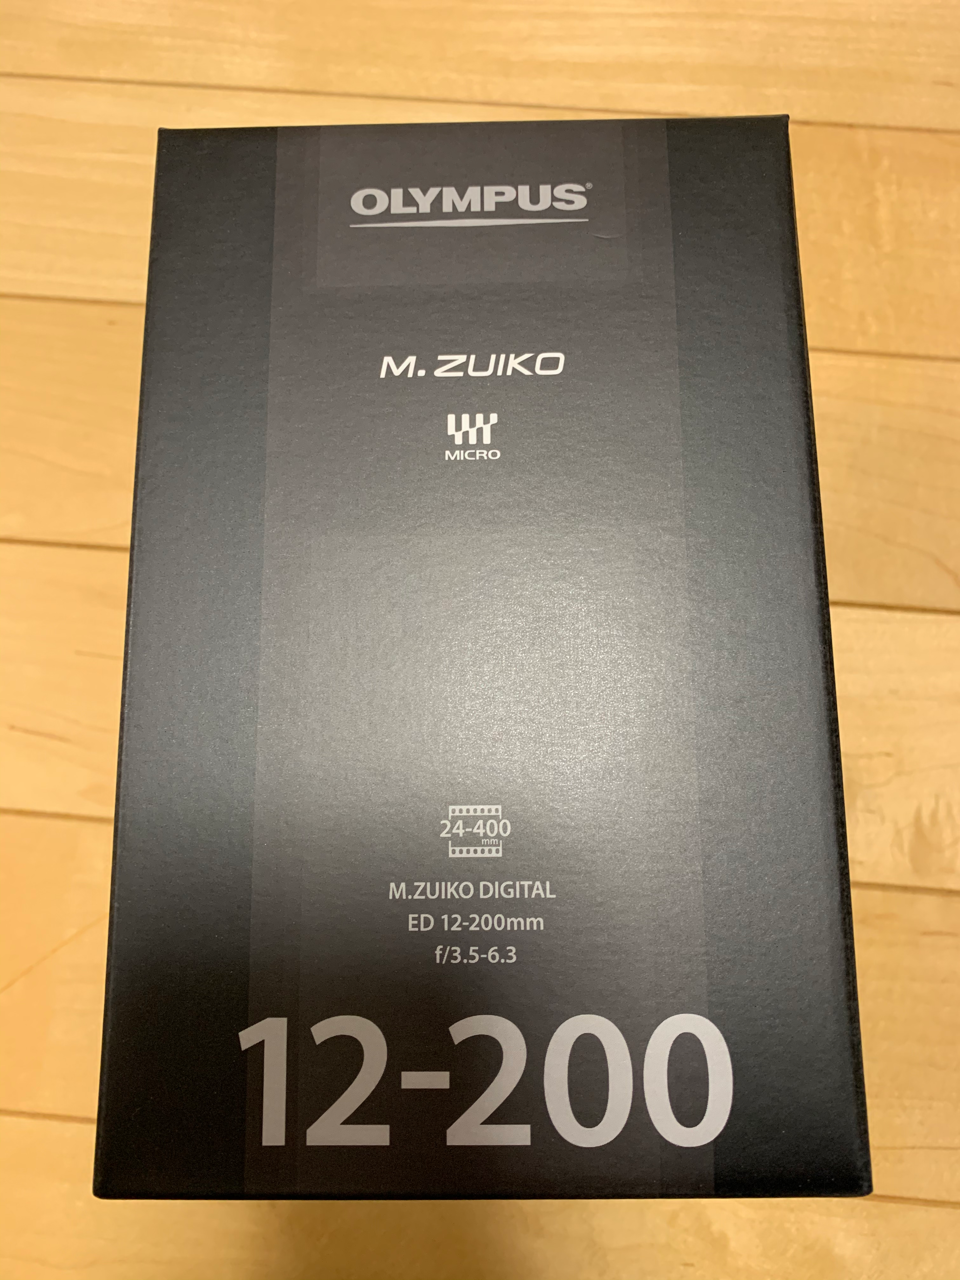 OLYMPUS®
M.ZUIKO
MICRO
24-400
mm
M.ZUIKO DIGITAL
ED 12-200mm
f/3.5-6.3
12-200